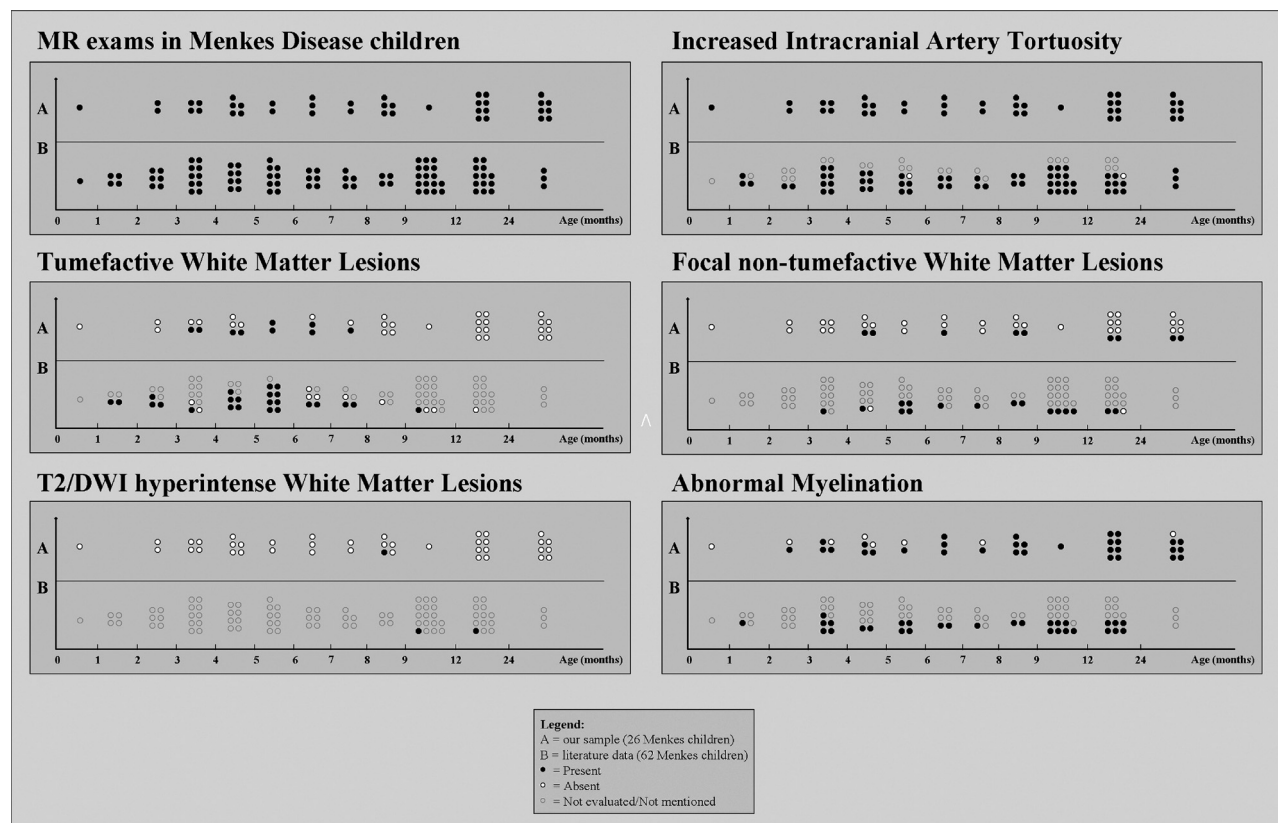 MR exams in Menkes Disease children
A
B
0 1 2 3 4 5 6 7 8 9 12 24 Age (months)
Increased Intracranial Artery Tortuosity
A
B
0 1 2 3 4 5 6 7 8 9 12 24 Age (months)
Tumefactive White Matter Lesions
A
B
0 1 2 3 4 5 6 7 8 9 12 24 Age (months)
Focal non-tumefactive White Matter Lesions
A
B
0 1 2 3 4 5 6 7 8 9 12 24 Age (months)
T2/DWI hyperintense White Matter Lesions
A
B
0 1 2 3 4 5 6 7 8 9 12 24 Age (months)
Abnormal Myelination
A
B
0 1 2 3 4 5 6 7 8 9 12 24 Age (months)
Legend:
A = our sample (26 Menkes children)
B = literature data (62 Menkes children)
● = Present
○ = Absent
○ = Not evaluated/Not mentioned